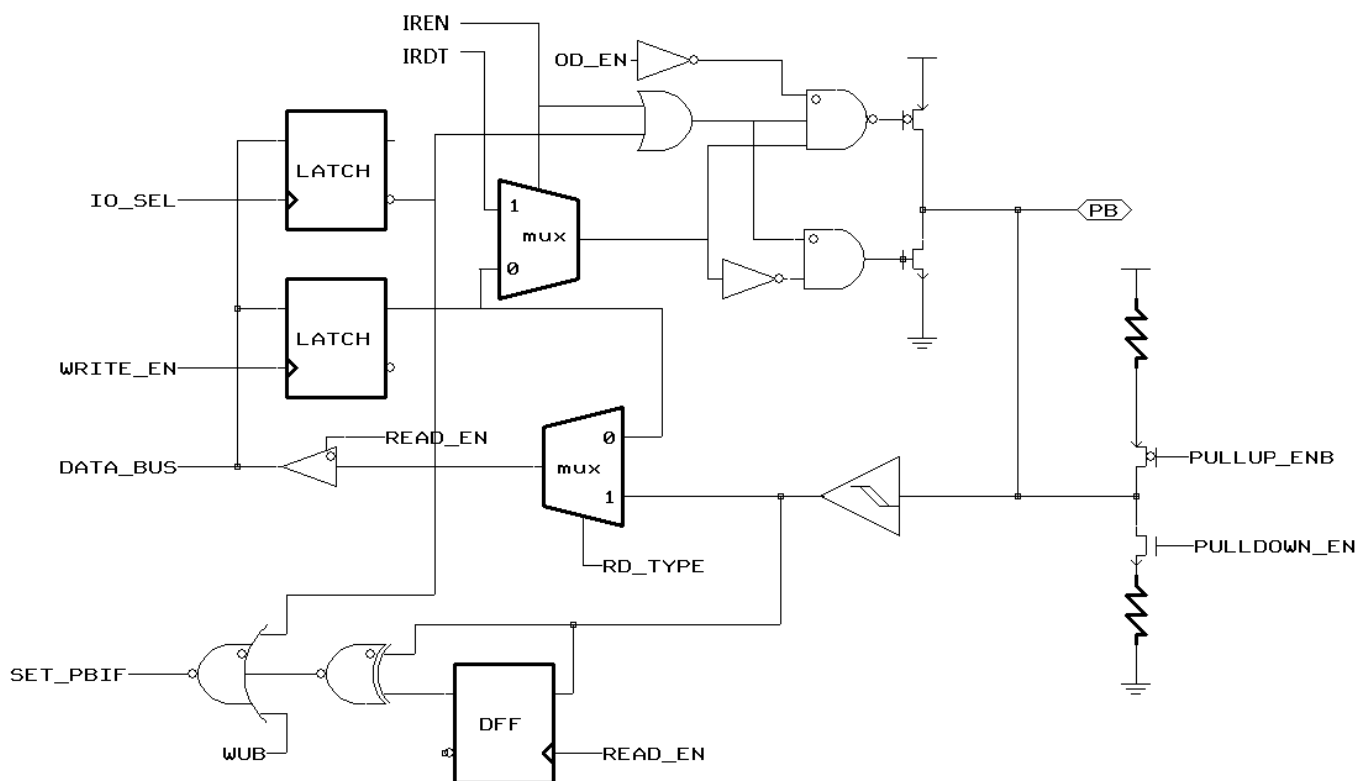 IREN
IRDT
OD_EN
LATCH
IO_SEL
1
mux
0
PB
LATCH
WRITE_EN
READ_EN
0
DATA_BUS
mux
PULLUP_ENB
1
PULLDOWN_EN
RD_TYPE
SET_PBIF
DFF
WUB
READ_EN